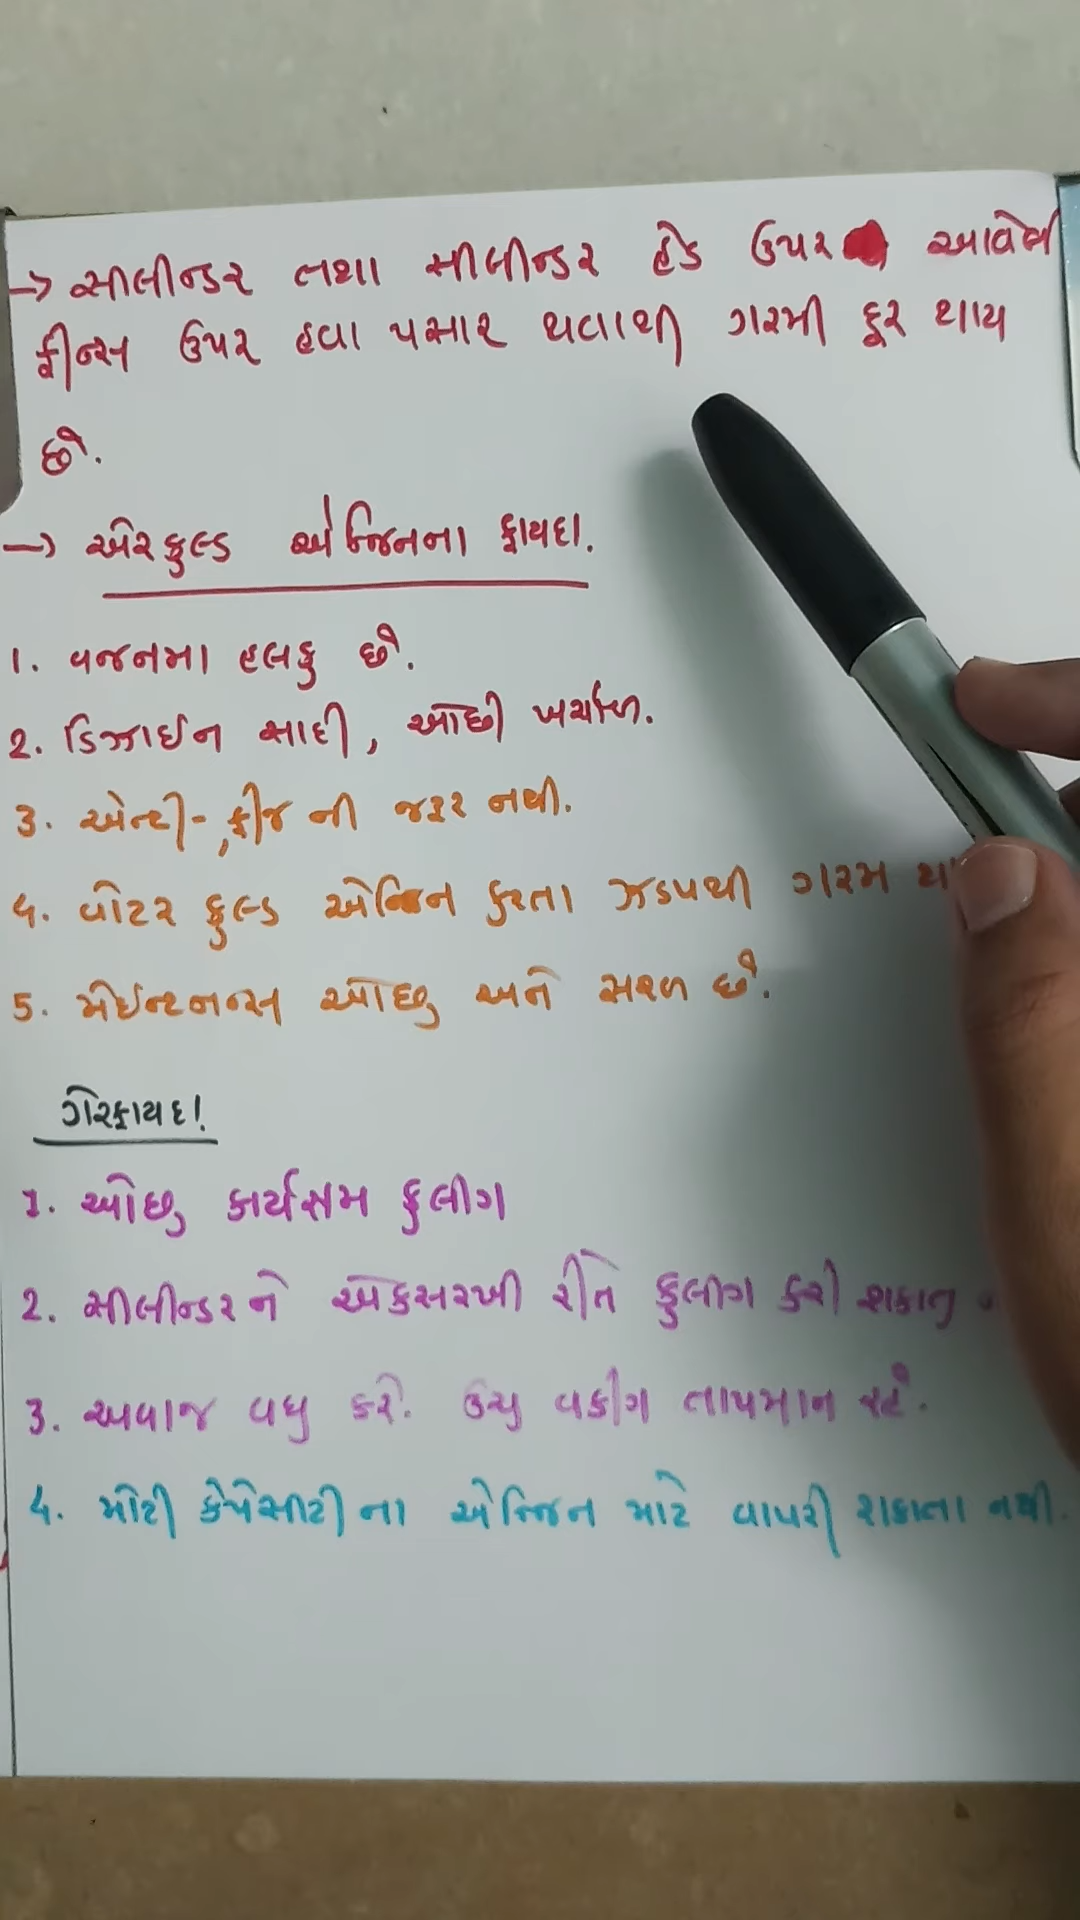 → સીલીન્ડર તથા સીલીન્ડર હેડ ઉપર આવેલી
ફીન્સ ઉપર હવા પસાર થવાથી ગરમી દૂર થાય
છે.
→ એરકુલ્ડ એન્જિનના ફાયદા.
1. વજનમા હલકુ છે.
2. ડિઝાઈન સાદી, ઓછી ખર્ચાળ.
3. એન્ટી-ફ્રીજ ની જરૂર નથી.
4. વોટર કુલ્ડ એન્જિન કરતા ઝડપથી ગરમ
5. મેઈન્ટનન્સ ઓછુ અને સરળ છે.
ગેરફાયદા
1. ઓછુ કાર્યક્ષમ કુલીગ
2. સીલીન્ડરને એકસરખી રીતે કુલીગ કરી શકાતુ
3. અવાજ વધુ કરે. ઉચુ વર્કીગ તાપમાન રહે.
4. મોટી કેપેસીટી ના એન્જિન માટે વાપરી શકાતા નથી.